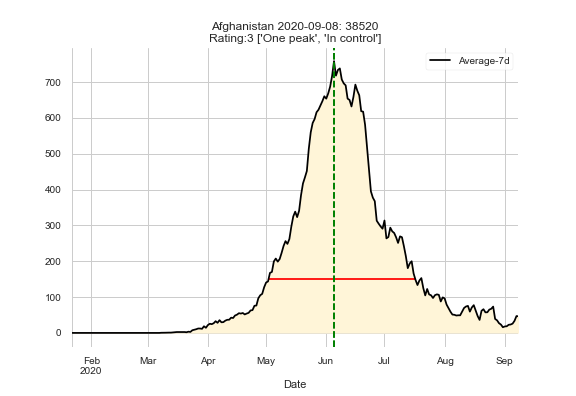 Afghanistan 2020-09-08: 38520
Rating:3 ['One peak', 'In control']
Average-7d
700
600
500
400
300
200
100
0
Feb Mar Apr May Jun Jul Aug Sep
2020
Date